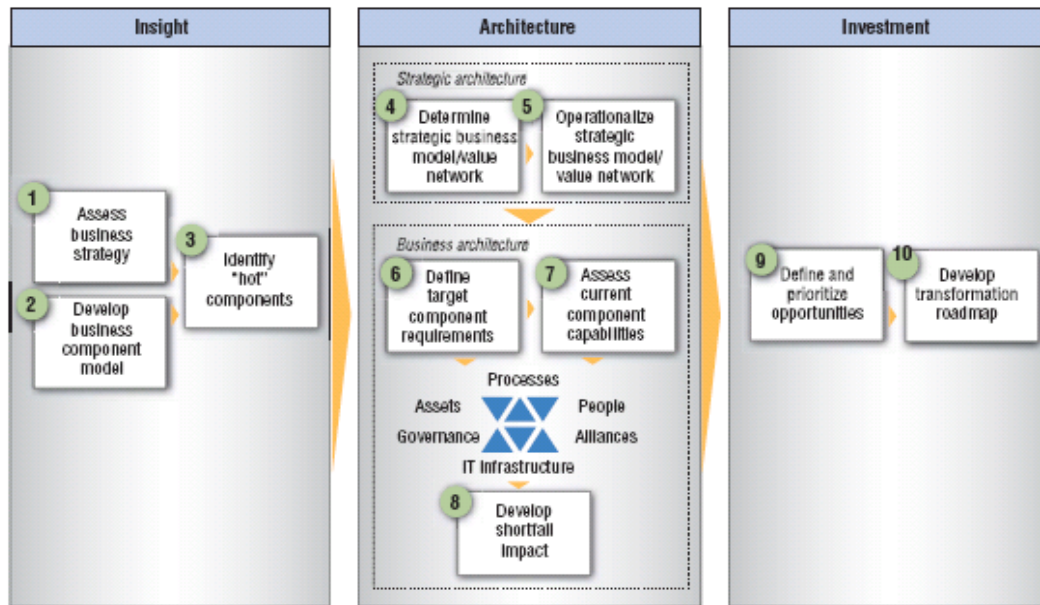 Insight
1
Assess
business
strategy
2
Develop
business
component
model
3
Identify
"hot"
components
Architecture
Strategic architecture
4
Determine
strategic business
model/value
network
5
Operationalize
strategic
business model/
value network
Business architecture
6
Define
target
component
requirements
7
Assess
current
component
capabilities
Processes
Assets
People
Governance
Alliances
IT Infrastructure
8
Develop
shortfall
impact
Investment
9
Define and
prioritize
opportunities
10
Develop
transformation
roadmap